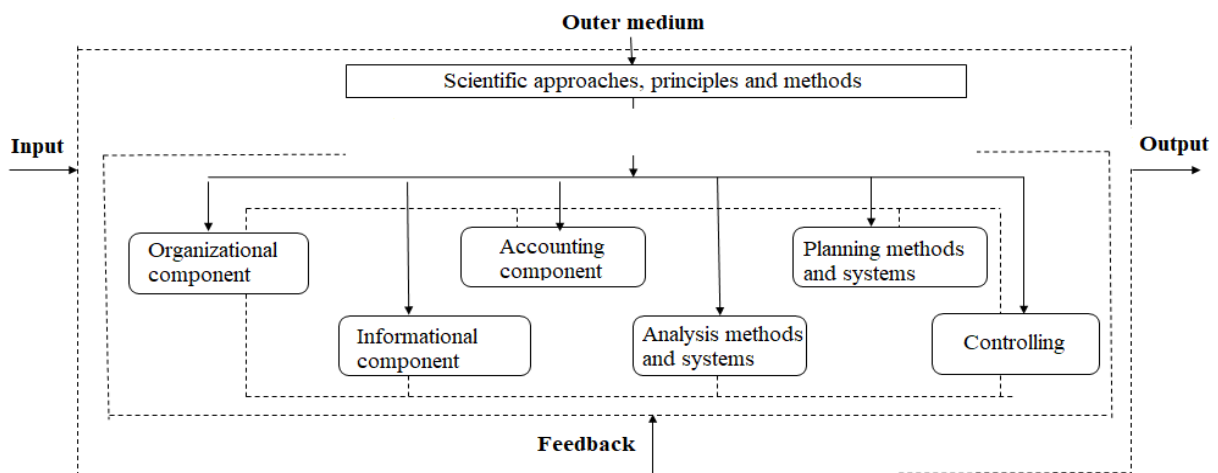 Outer medium
Scientific approaches, principles and methods
Input
Output
Organizational
component
Accounting
component
Planning methods
and systems
Informational
component
Analysis methods
and systems
Controlling
Feedback